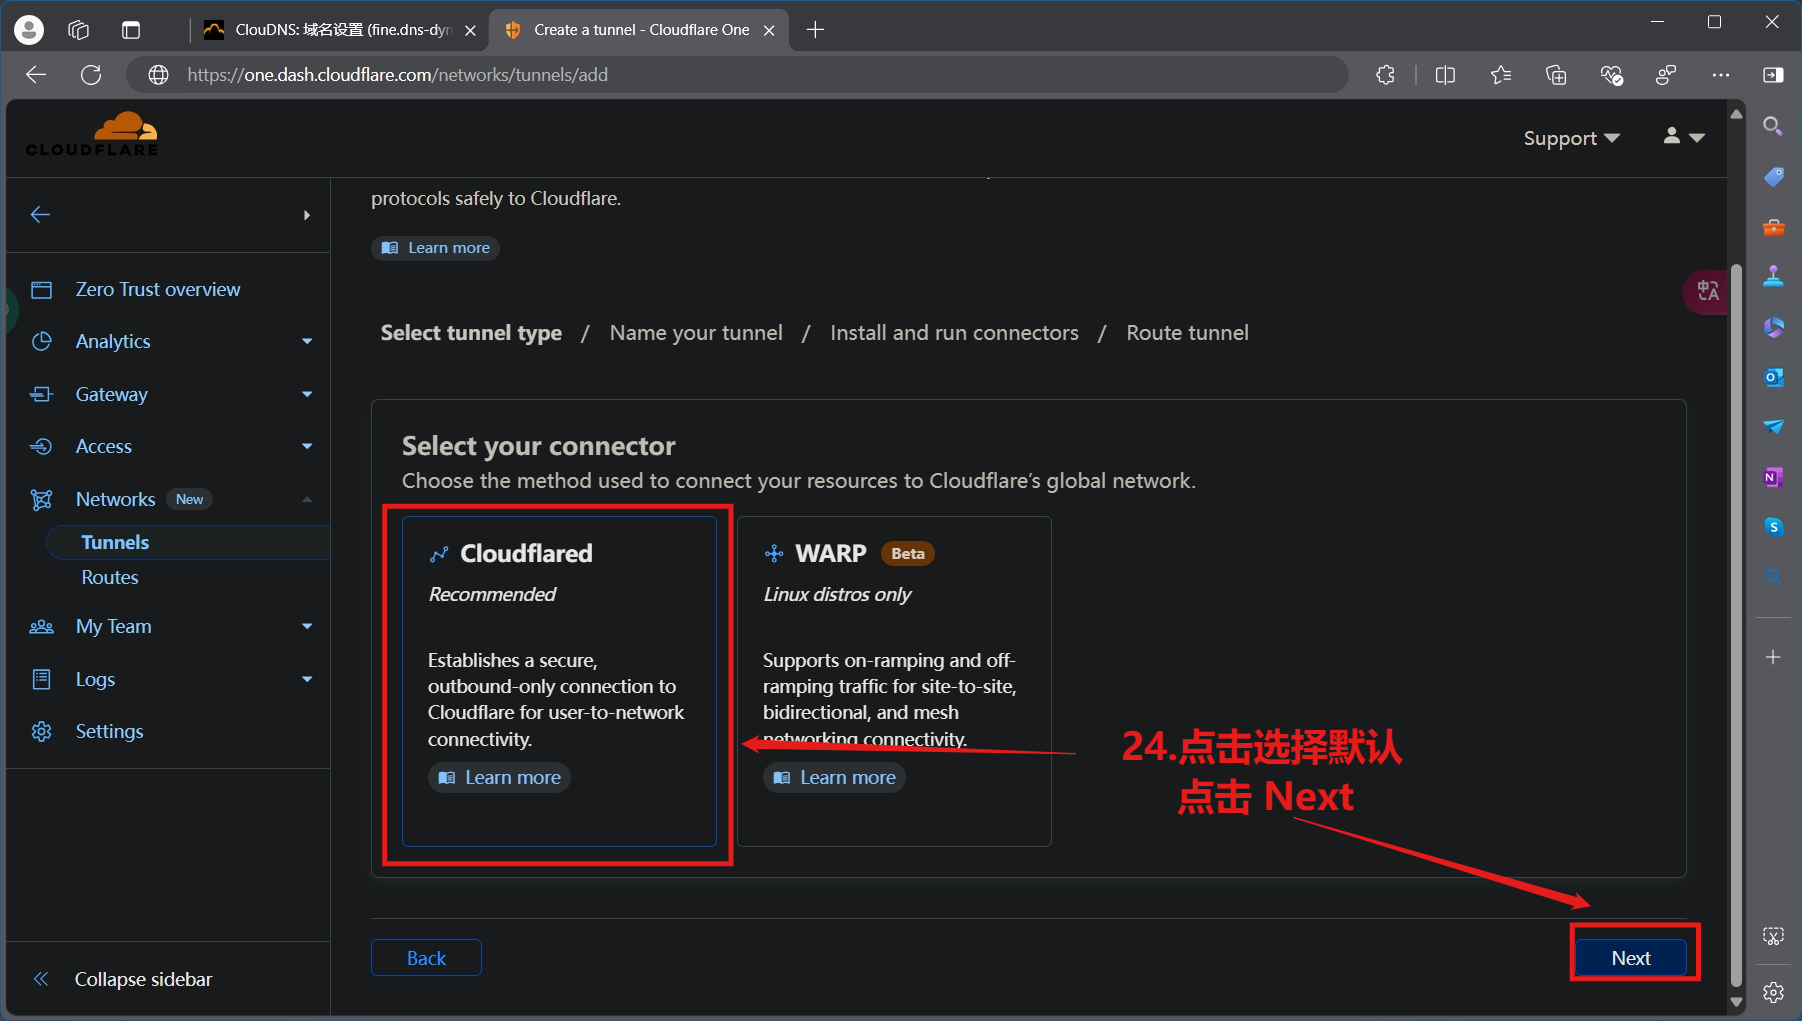 ClouDNS: 域名设置 (fine.dns-dyn
Create a tunnel - Cloudflare One
https://one.dash.cloudflare.com/networks/tunnels/add
CLOUDFLARE
Support
protocols safely to Cloudflare.
Learn more
Zero Trust overview
Analytics
Gateway
Access
Networks New
Tunnels
Routes
My Team
Logs
Settings
Collapse sidebar
Select tunnel type / Name your tunnel / Install and run connectors / Route tunnel
Select your connector
Choose the method used to connect your resources to Cloudflare’s global network.
Cloudflared
Recommended
Establishes a secure,
outbound-only connection to
Cloudflare for user-to-network
connectivity.
Learn more
WARP Beta
Linux distros only
Supports on-ramping and off-
ramping traffic for site-to-site,
bidirectional, and mesh
networking connectivity.
Learn more
24.点击选择默认
点击 Next
Back
Next